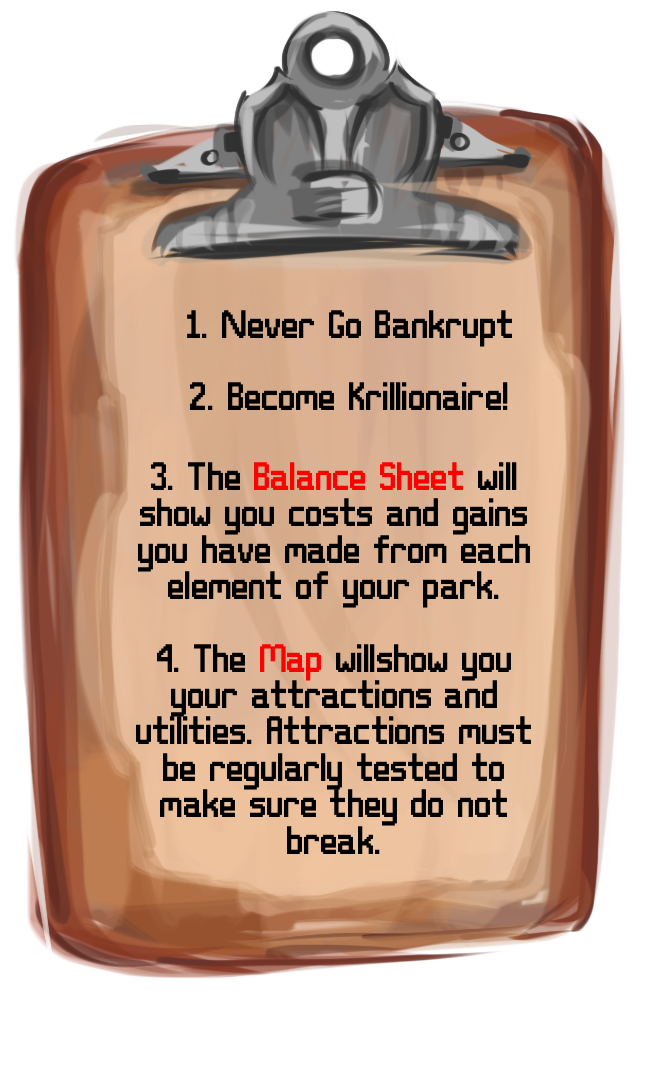 1. Never Go Bankrupt
2. Become Krillionaire!
3. The Balance Sheet will
show you costs and gains
you have made from each
element of your park.
4. The Map willshow you
your attractions and
utilities. Attractions must
be regularly tested to
make sure they do not
break.